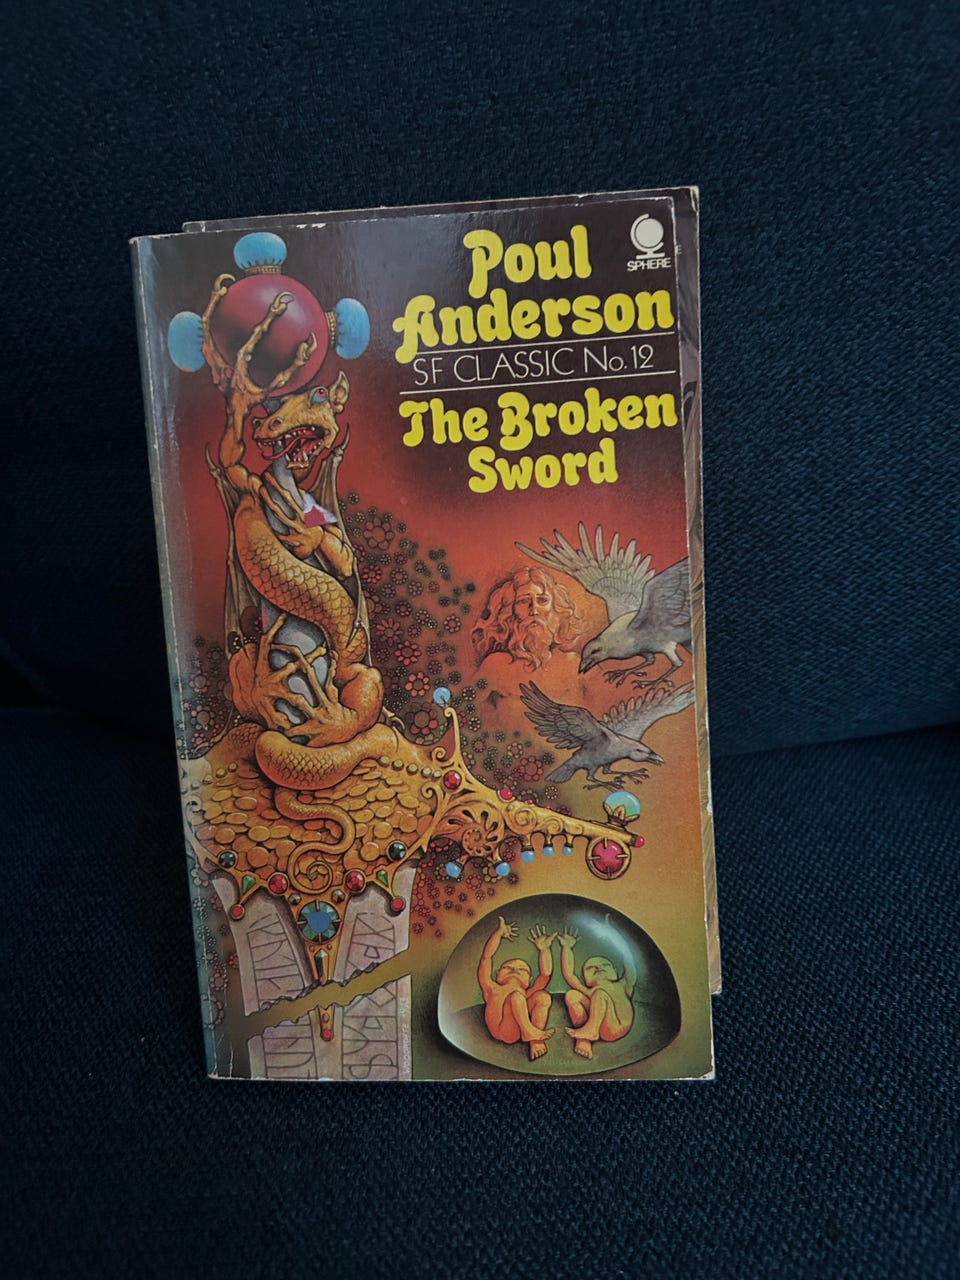 Poul
Anderson
SPHERE
SF CLASSIC No.12
The Broken
Sword